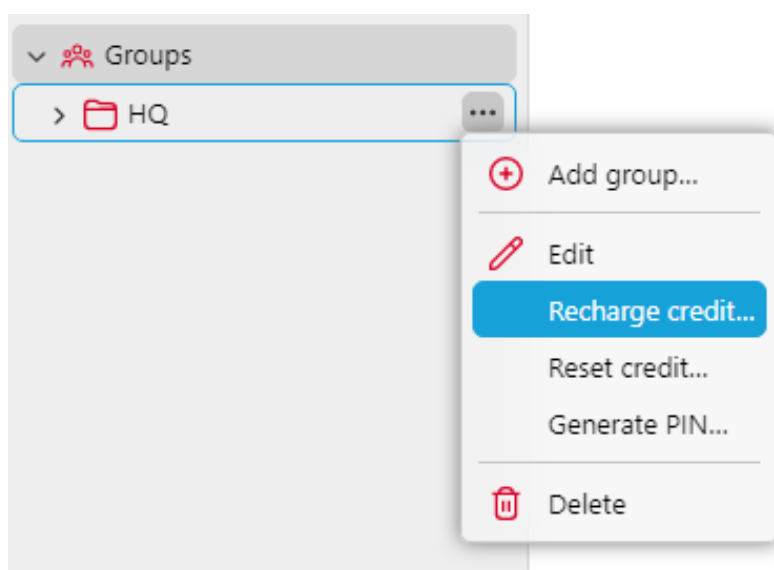 Groups
HQ
Add group...
Edit
Recharge credit...
Reset credit...
Generate PIN...
Delete